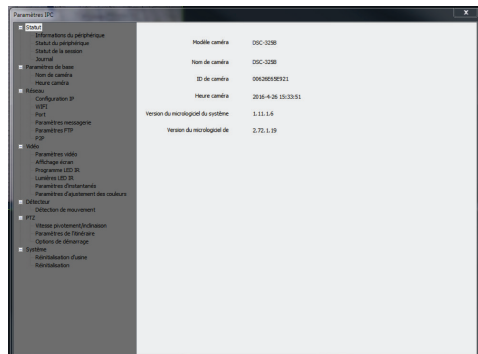 Paramètres IPC
X
Statut
Informations du périphérique
Statut du périphérique
Statut de la session
Journal
Paramètres de base
Nom de caméra
Heure caméra
Réseau
Configuration IP
WIFI
Port
Paramètres messagerie
Paramètres FTP
P2P
Vidéo
Paramètres vidéo
Affichage écran
Programme LED IR
Lumières LED IR
Paramètres d'instantanés
Paramètres d'ajustement des couleurs
Détecteur
Détection de mouvement
PTZ
Vitesse pivotement/inclinaison
Paramètres de l'itinéraire
Options de démarrage
Système
Réinitialisation d'usine
Réinitialisation
Modèle caméra DSC-325B
Nom de caméra DSC-325B
ID de caméra 00626E65E921
Heure caméra 2016-4-26 15:33:51
Version du micrologiciel du système 1.11.1.6
Version du micrologiciel de 2.72.1.19